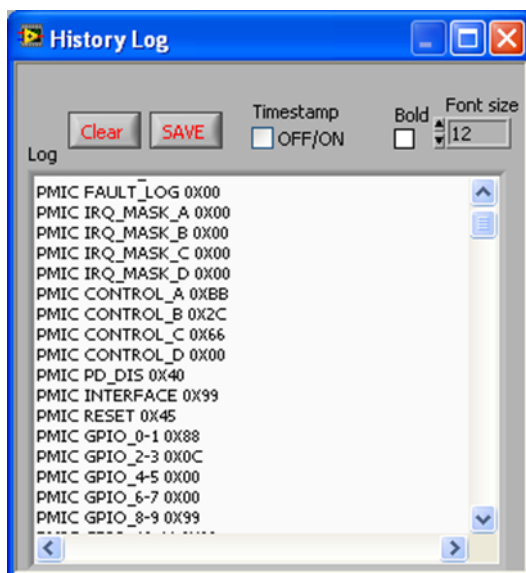 History Log
Clear
SAVE
Timestamp
OFF/ON
Bold
Font size
12
Log
PMIC FAULT_LOG 0X00
PMIC IRQ_MASK_A 0X00
PMIC IRQ_MASK_B 0X00
PMIC IRQ_MASK_C 0X00
PMIC IRQ_MASK_D 0X00
PMIC CONTROL_A 0XBB
PMIC CONTROL_B 0X2C
PMIC CONTROL_C 0X66
PMIC CONTROL_D 0X00
PMIC PD_DIS 0X40
PMIC INTERFACE 0X99
PMIC RESET 0X45
PMIC GPIO_0-1 0X88
PMIC GPIO_2-3 0X0C
PMIC GPIO_4-5 0X00
PMIC GPIO_6-7 0X00
PMIC GPIO_8-9 0X99